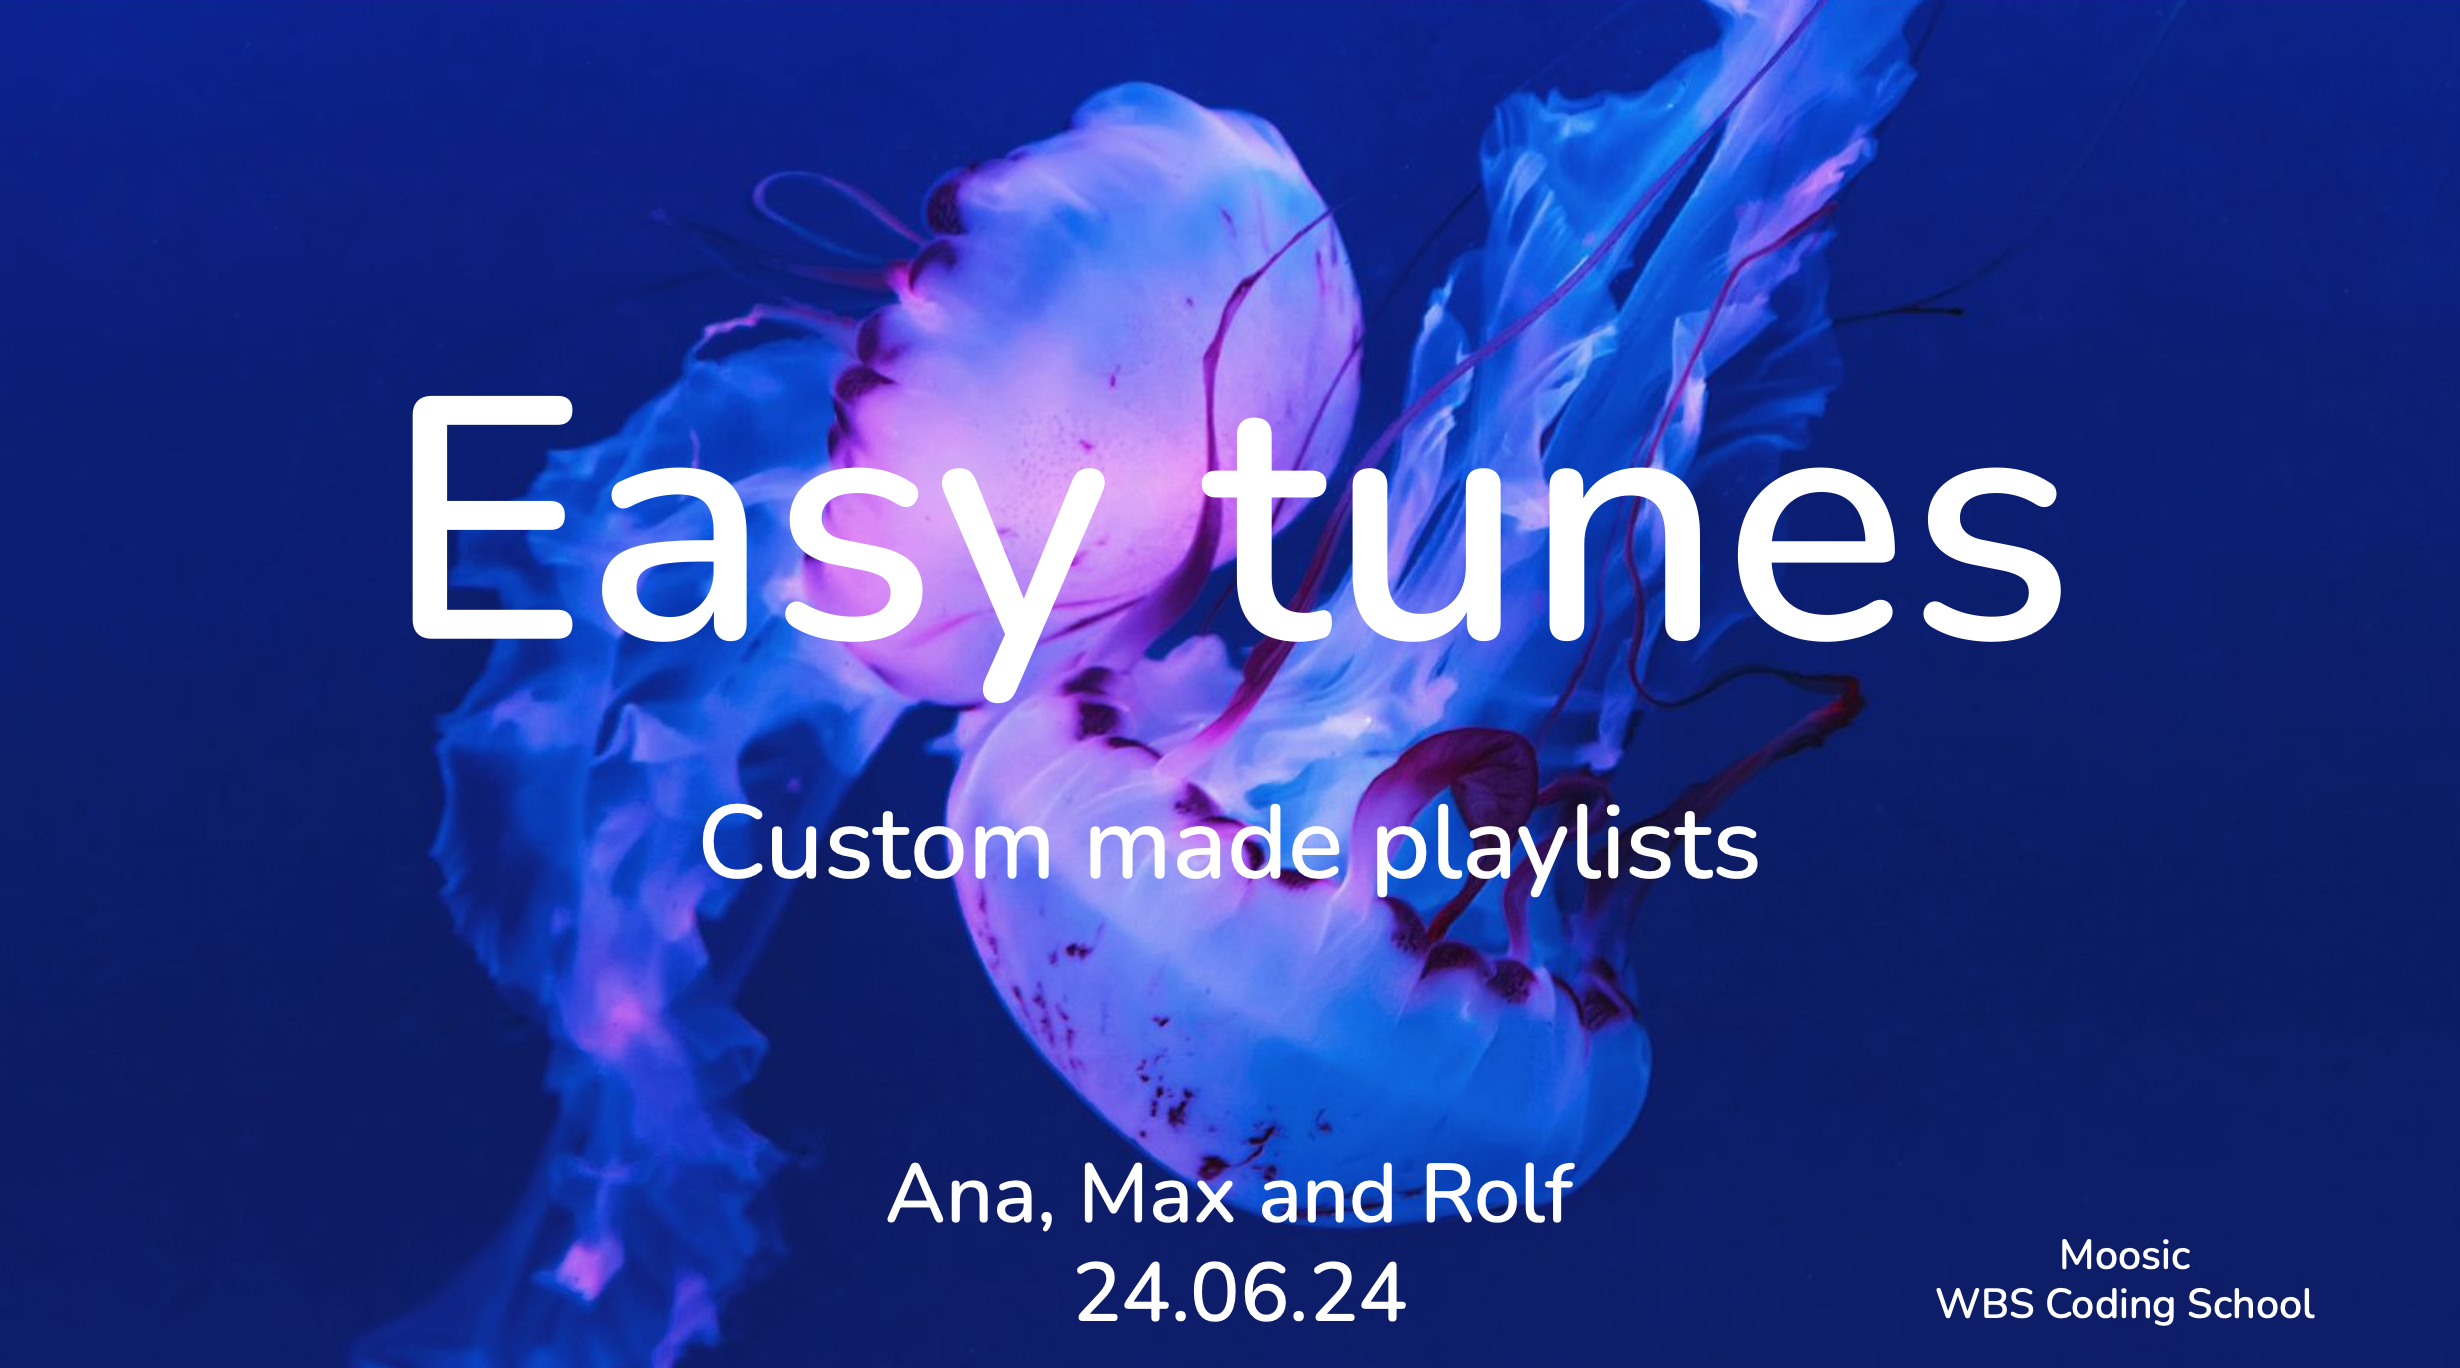 Easy tunes
Custom made playlists
Ana, Max and Rolf
24.06.24
Moosic
WBS Coding School